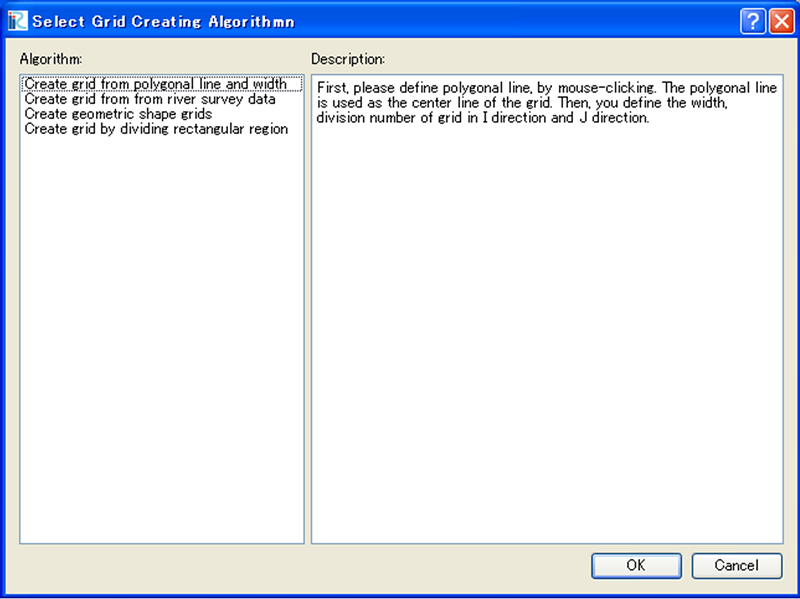 Select Grid Creating Algorithmn
Algorithm:
Create grid from polygonal line and width
Create grid from from river survey data
Create geometric shape grids
Create grid by dividing rectangular region
Description:
First, please define polygonal line, by mouse-clicking. The polygonal line
is used as the center line of the grid. Then, you define the width,
division number of grid in I direction and J direction.
OK
Cancel